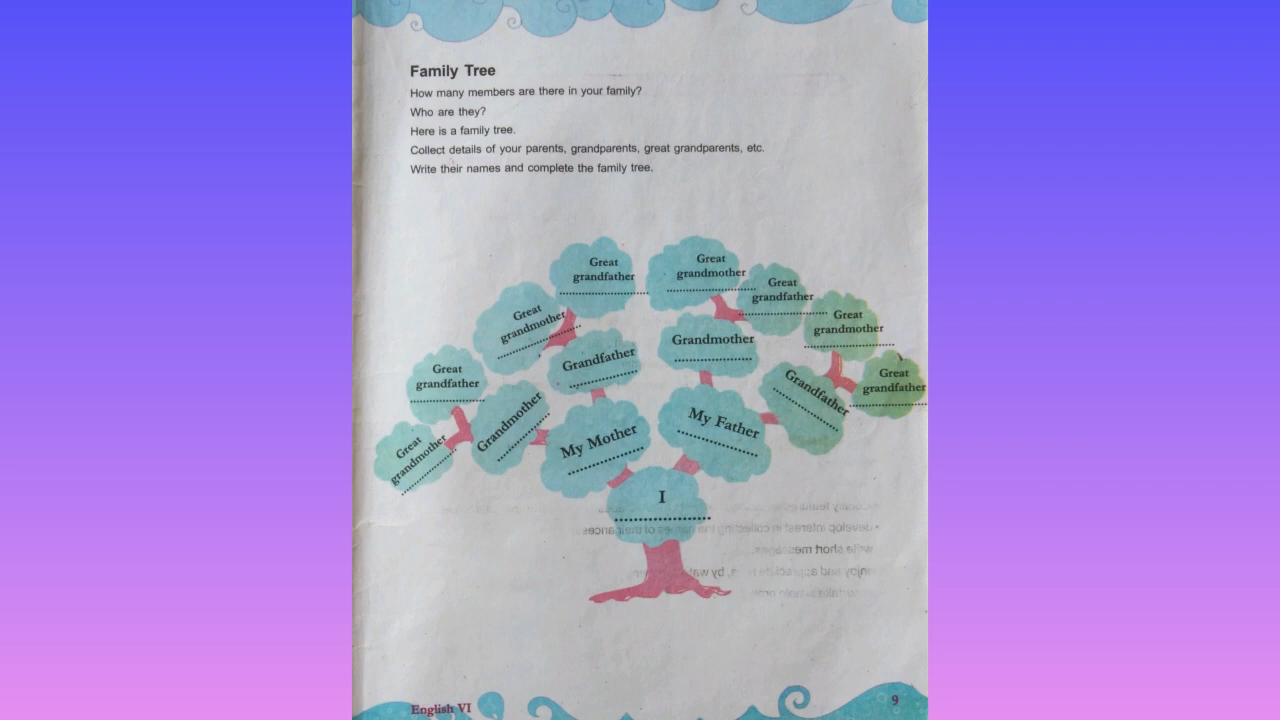 Family Tree
How many members are there in your family?
Who are they?
Here is a family tree.
Collect details of your parents, grandparents, great grandparents, etc.
Write their names and complete the family tree.
Great
grandfather
Great
grandmother
Great
grandfather
Great
grandmother
Great
grandmother
Great
grandfather
Grandfather
Grandmother
Grandfather
Great
grandfather
Great
grandmother
Grandmother
My Mother
My Father
I
English VI
9